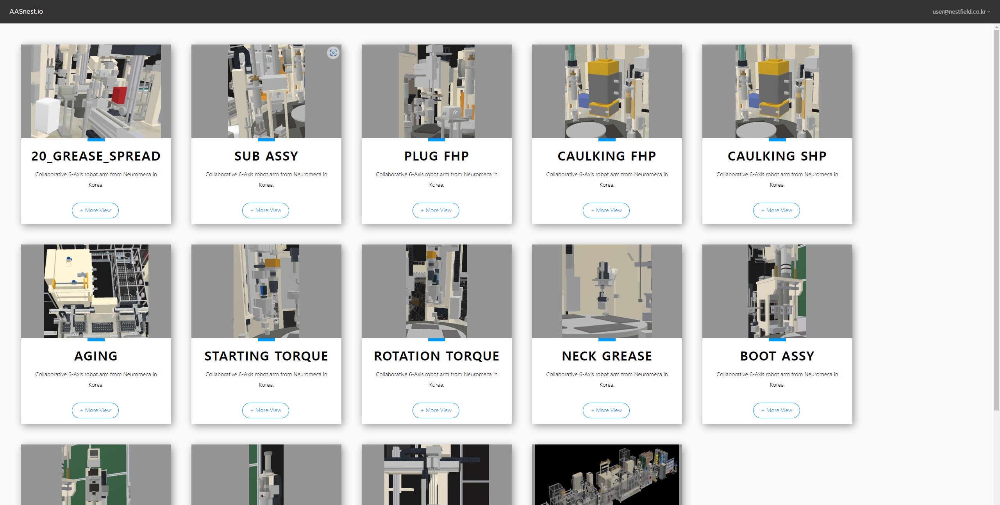 AASnest.io
user@nestfield.co.kr
20_GREASE_SPREAD
Collaborative 6-Axis robot arm from Neuromeca in
Korea.
+ More View
SUB ASSY
Collaborative 6-Axis robot arm from Neuromeca in
Korea.
+ More View
PLUG FHP
Collaborative 6-Axis robot arm from Neuromeca in
Korea.
+ More View
CAULKING FHP
Collaborative 6-Axis robot arm from Neuromeca in
Korea.
+ More View
CAULKING SHP
Collaborative 6-Axis robot arm from Neuromeca in
Korea.
+ More View
AGING
Collaborative 6-Axis robot arm from Neuromeca in
Korea.
+ More View
STARTING TORQUE
Collaborative 6-Axis robot arm from Neuromeca in
Korea.
+ More View
ROTATION TORQUE
Collaborative 6-Axis robot arm from Neuromeca in
Korea.
+ More View
NECK GREASE
Collaborative 6-Axis robot arm from Neuromeca in
Korea.
+ More View
BOOT ASSY
Collaborative 6-Axis robot arm from Neuromeca in
Korea.
+ More View